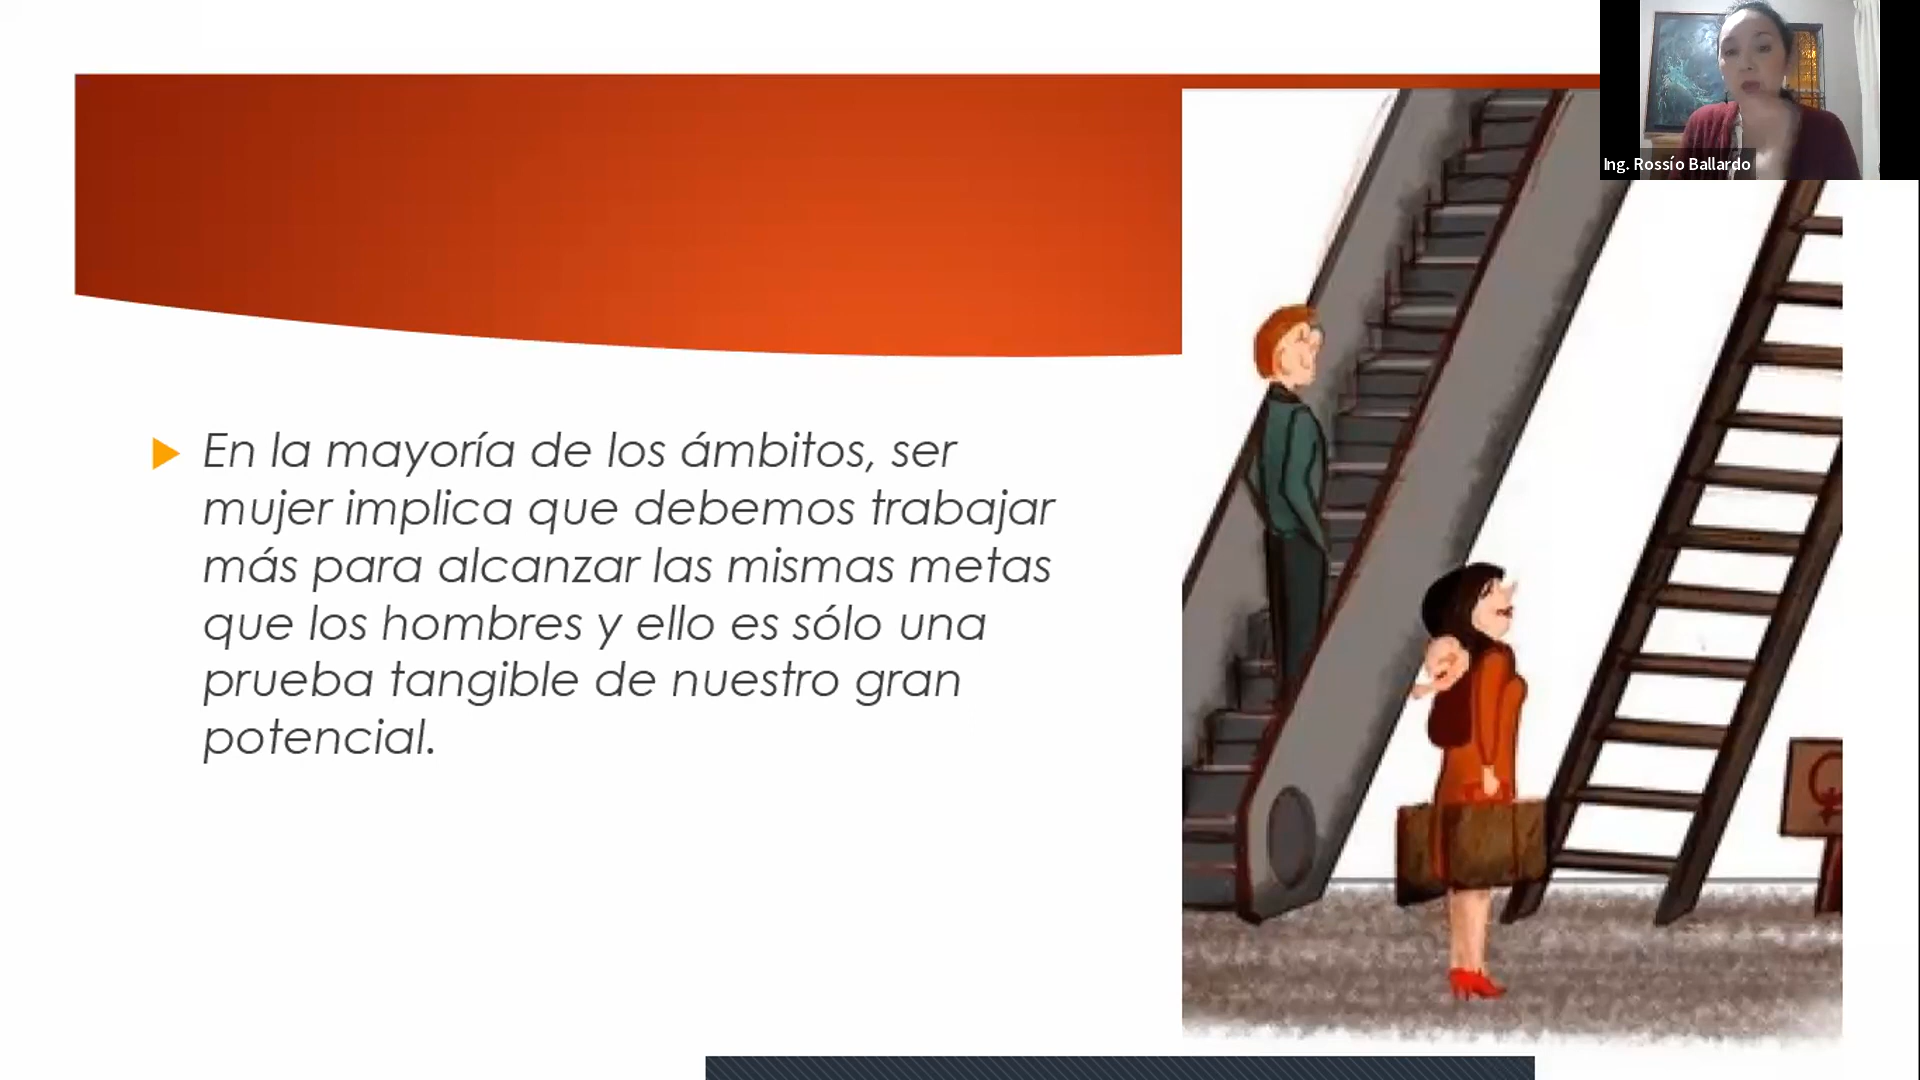 Ing. Rossío Ballardo
En la mayoría de los ámbitos, ser
mujer implica que debemos trabajar
más para alcanzar las mismas metas
que los hombres y ello es sólo una
prueba tangible de nuestro gran
potencial.